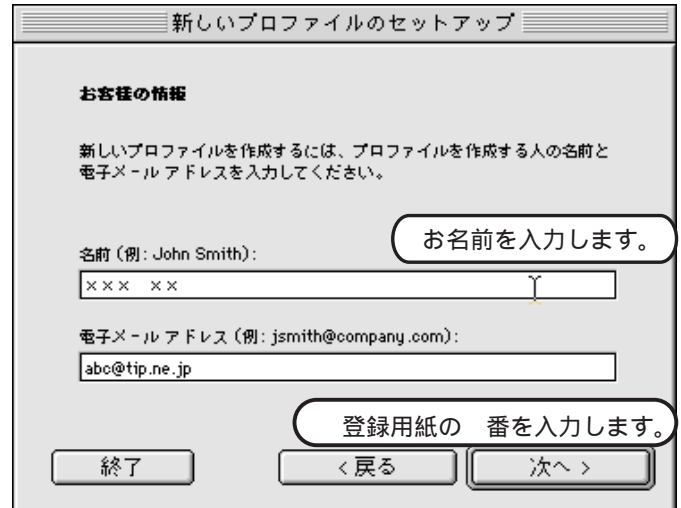 新しいプロファイルのセットアップ
お客様の情報
新しいプロファイルを作成するには、プロファイルを作成する人の名前と
電子メール アドレスを入力してください。
お名前を入力します。
名前 (例: John Smith):
××× ××
電子メール アドレス (例: jsmith@company.com):
abc@tip.ne.jp
登録用紙の　番を入力します。
終了
< 戻る
次へ >